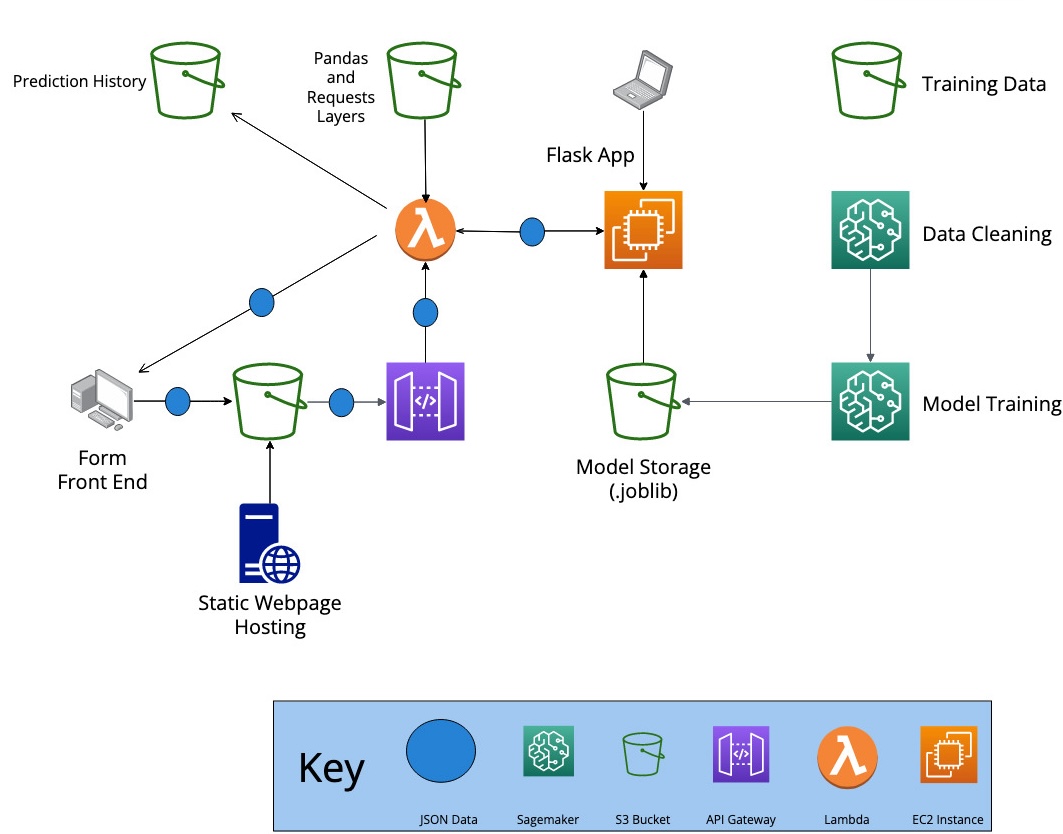 Prediction History
Pandas
and
Requests
Layers
Flask App
Training Data
Data Cleaning
Model Training
Form
Front End
Model Storage
(.joblib)
Static Webpage
Hosting
Key
JSON Data
Sagemaker
S3 Bucket
API Gateway
Lambda
EC2 Instance